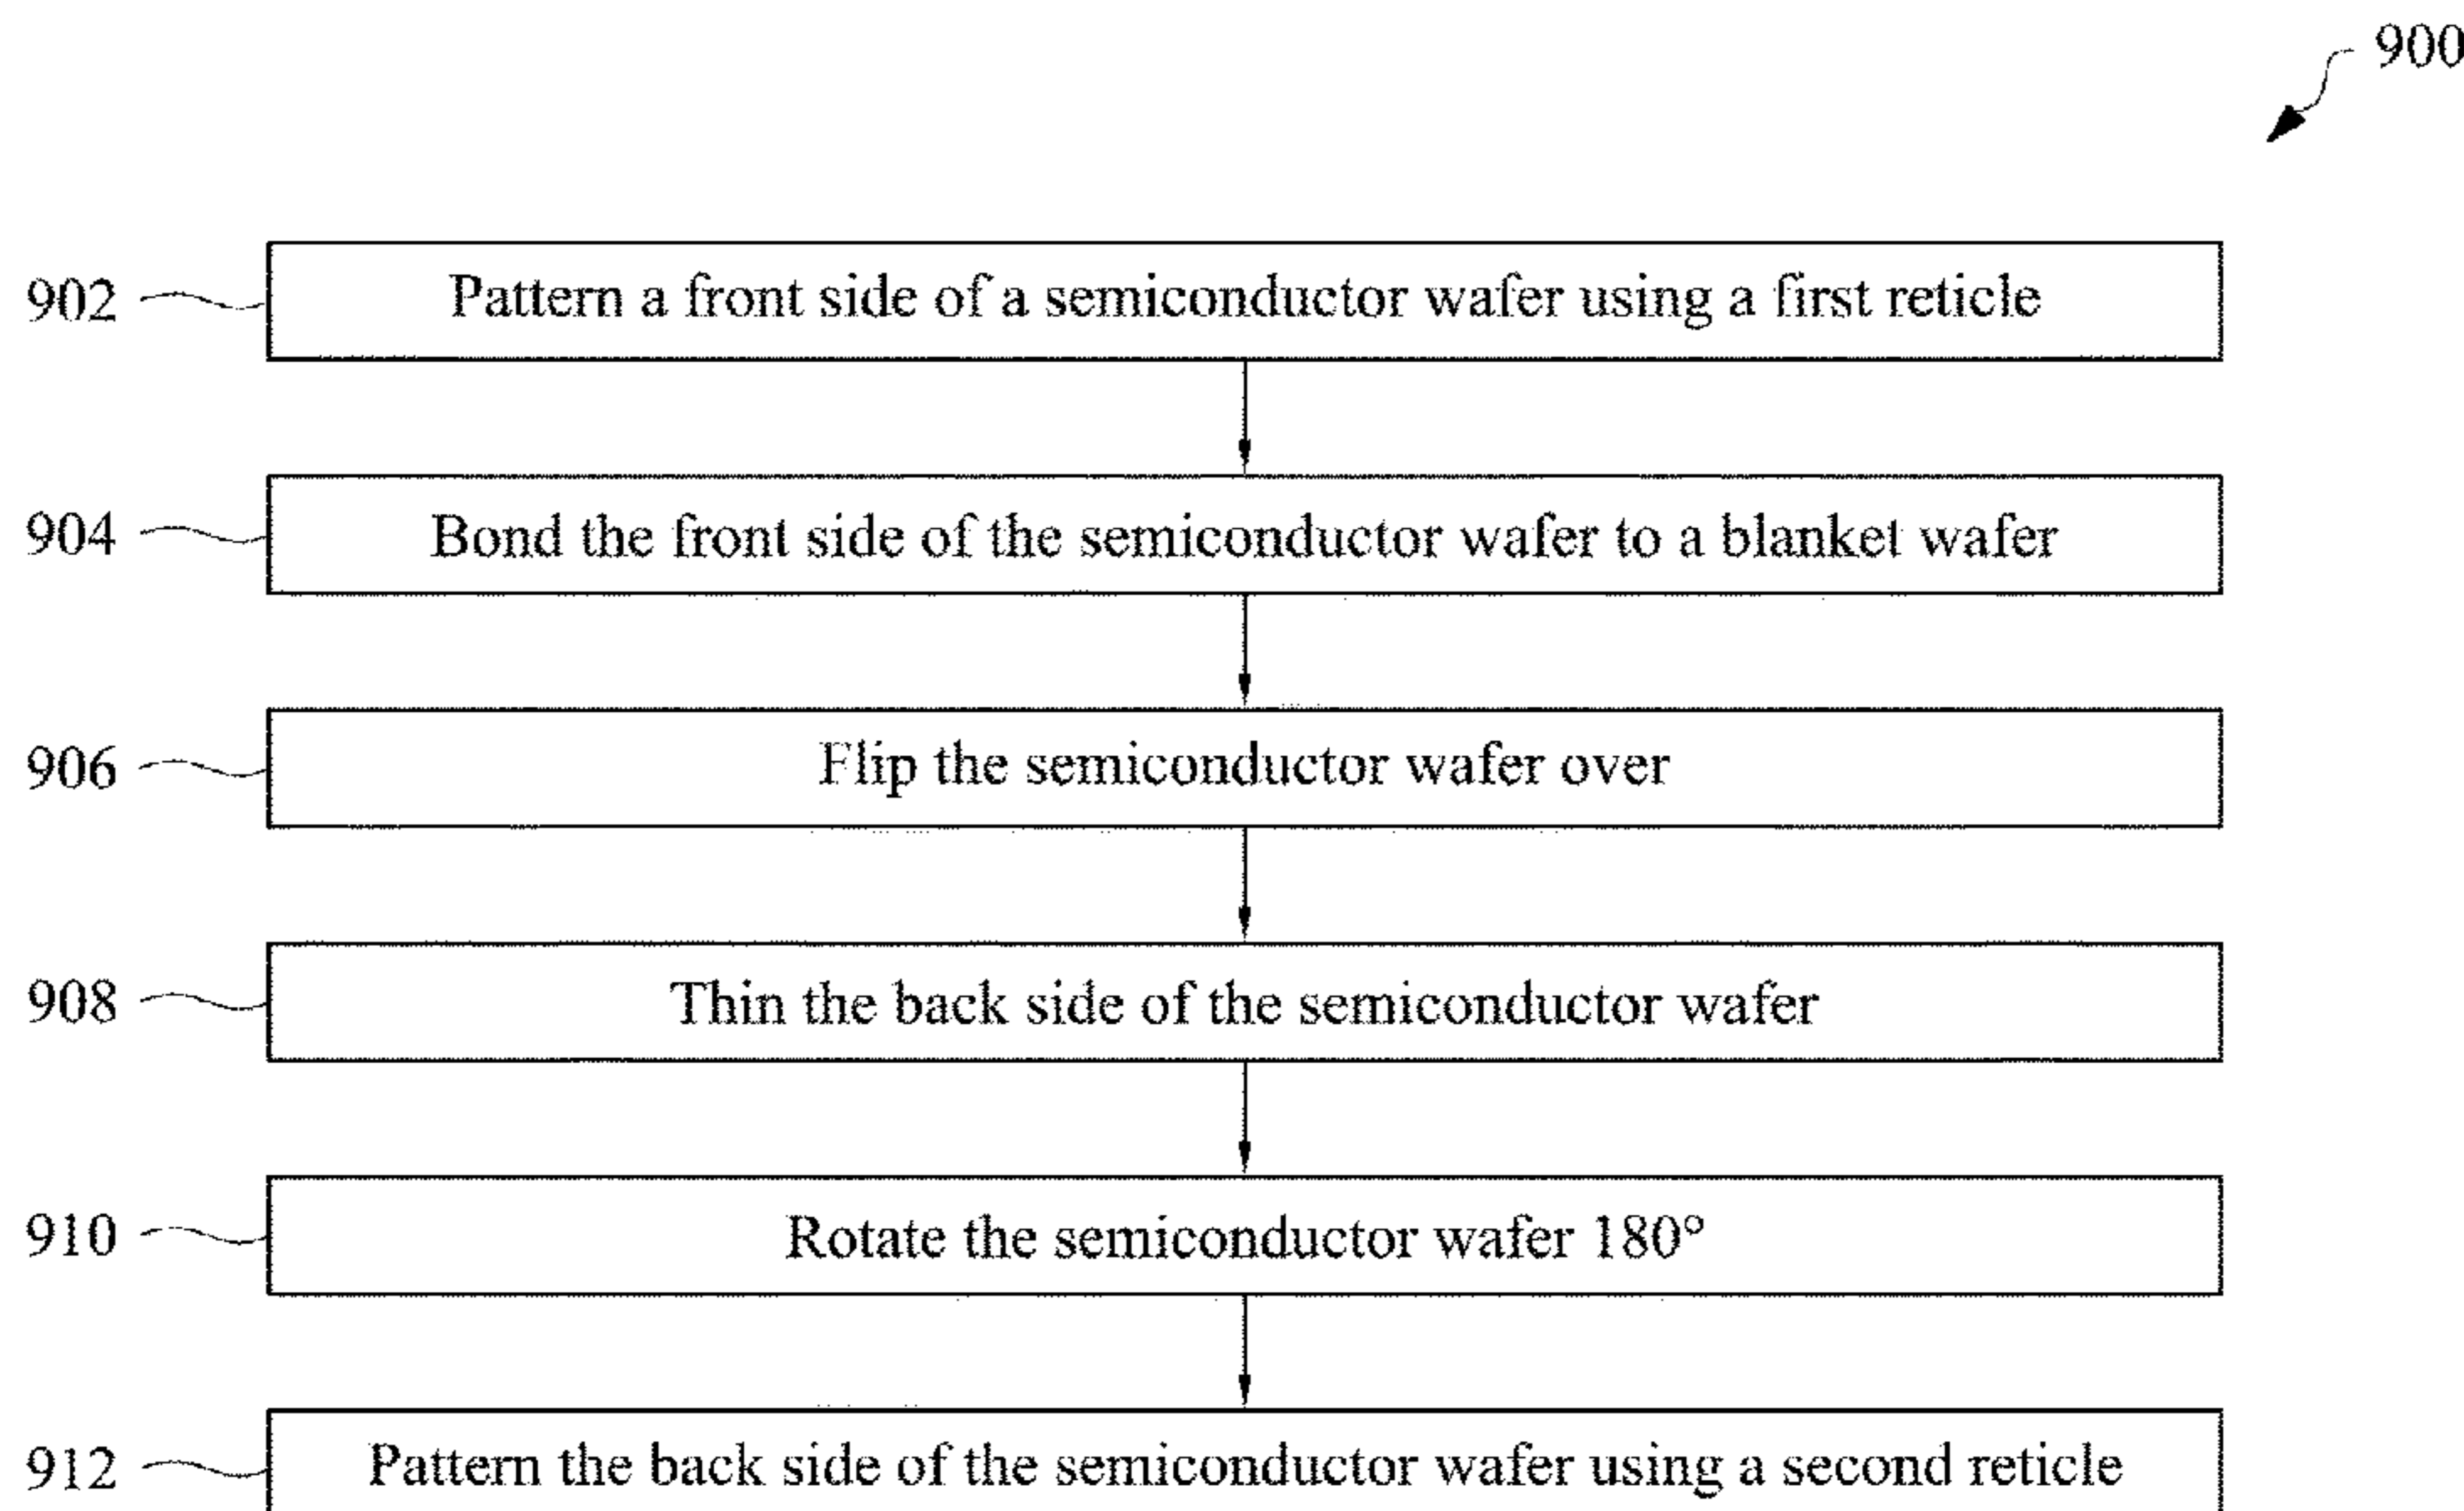 900
902 Pattern a front side of a semiconductor wafer using a first reticle
904 Bond the front side of the semiconductor wafer to a blanket wafer
906 Flip the semiconductor wafer over
908 Thin the back side of the semiconductor wafer
910 Rotate the semiconductor wafer 180°
912 Pattern the back side of the semiconductor wafer using a second reticle